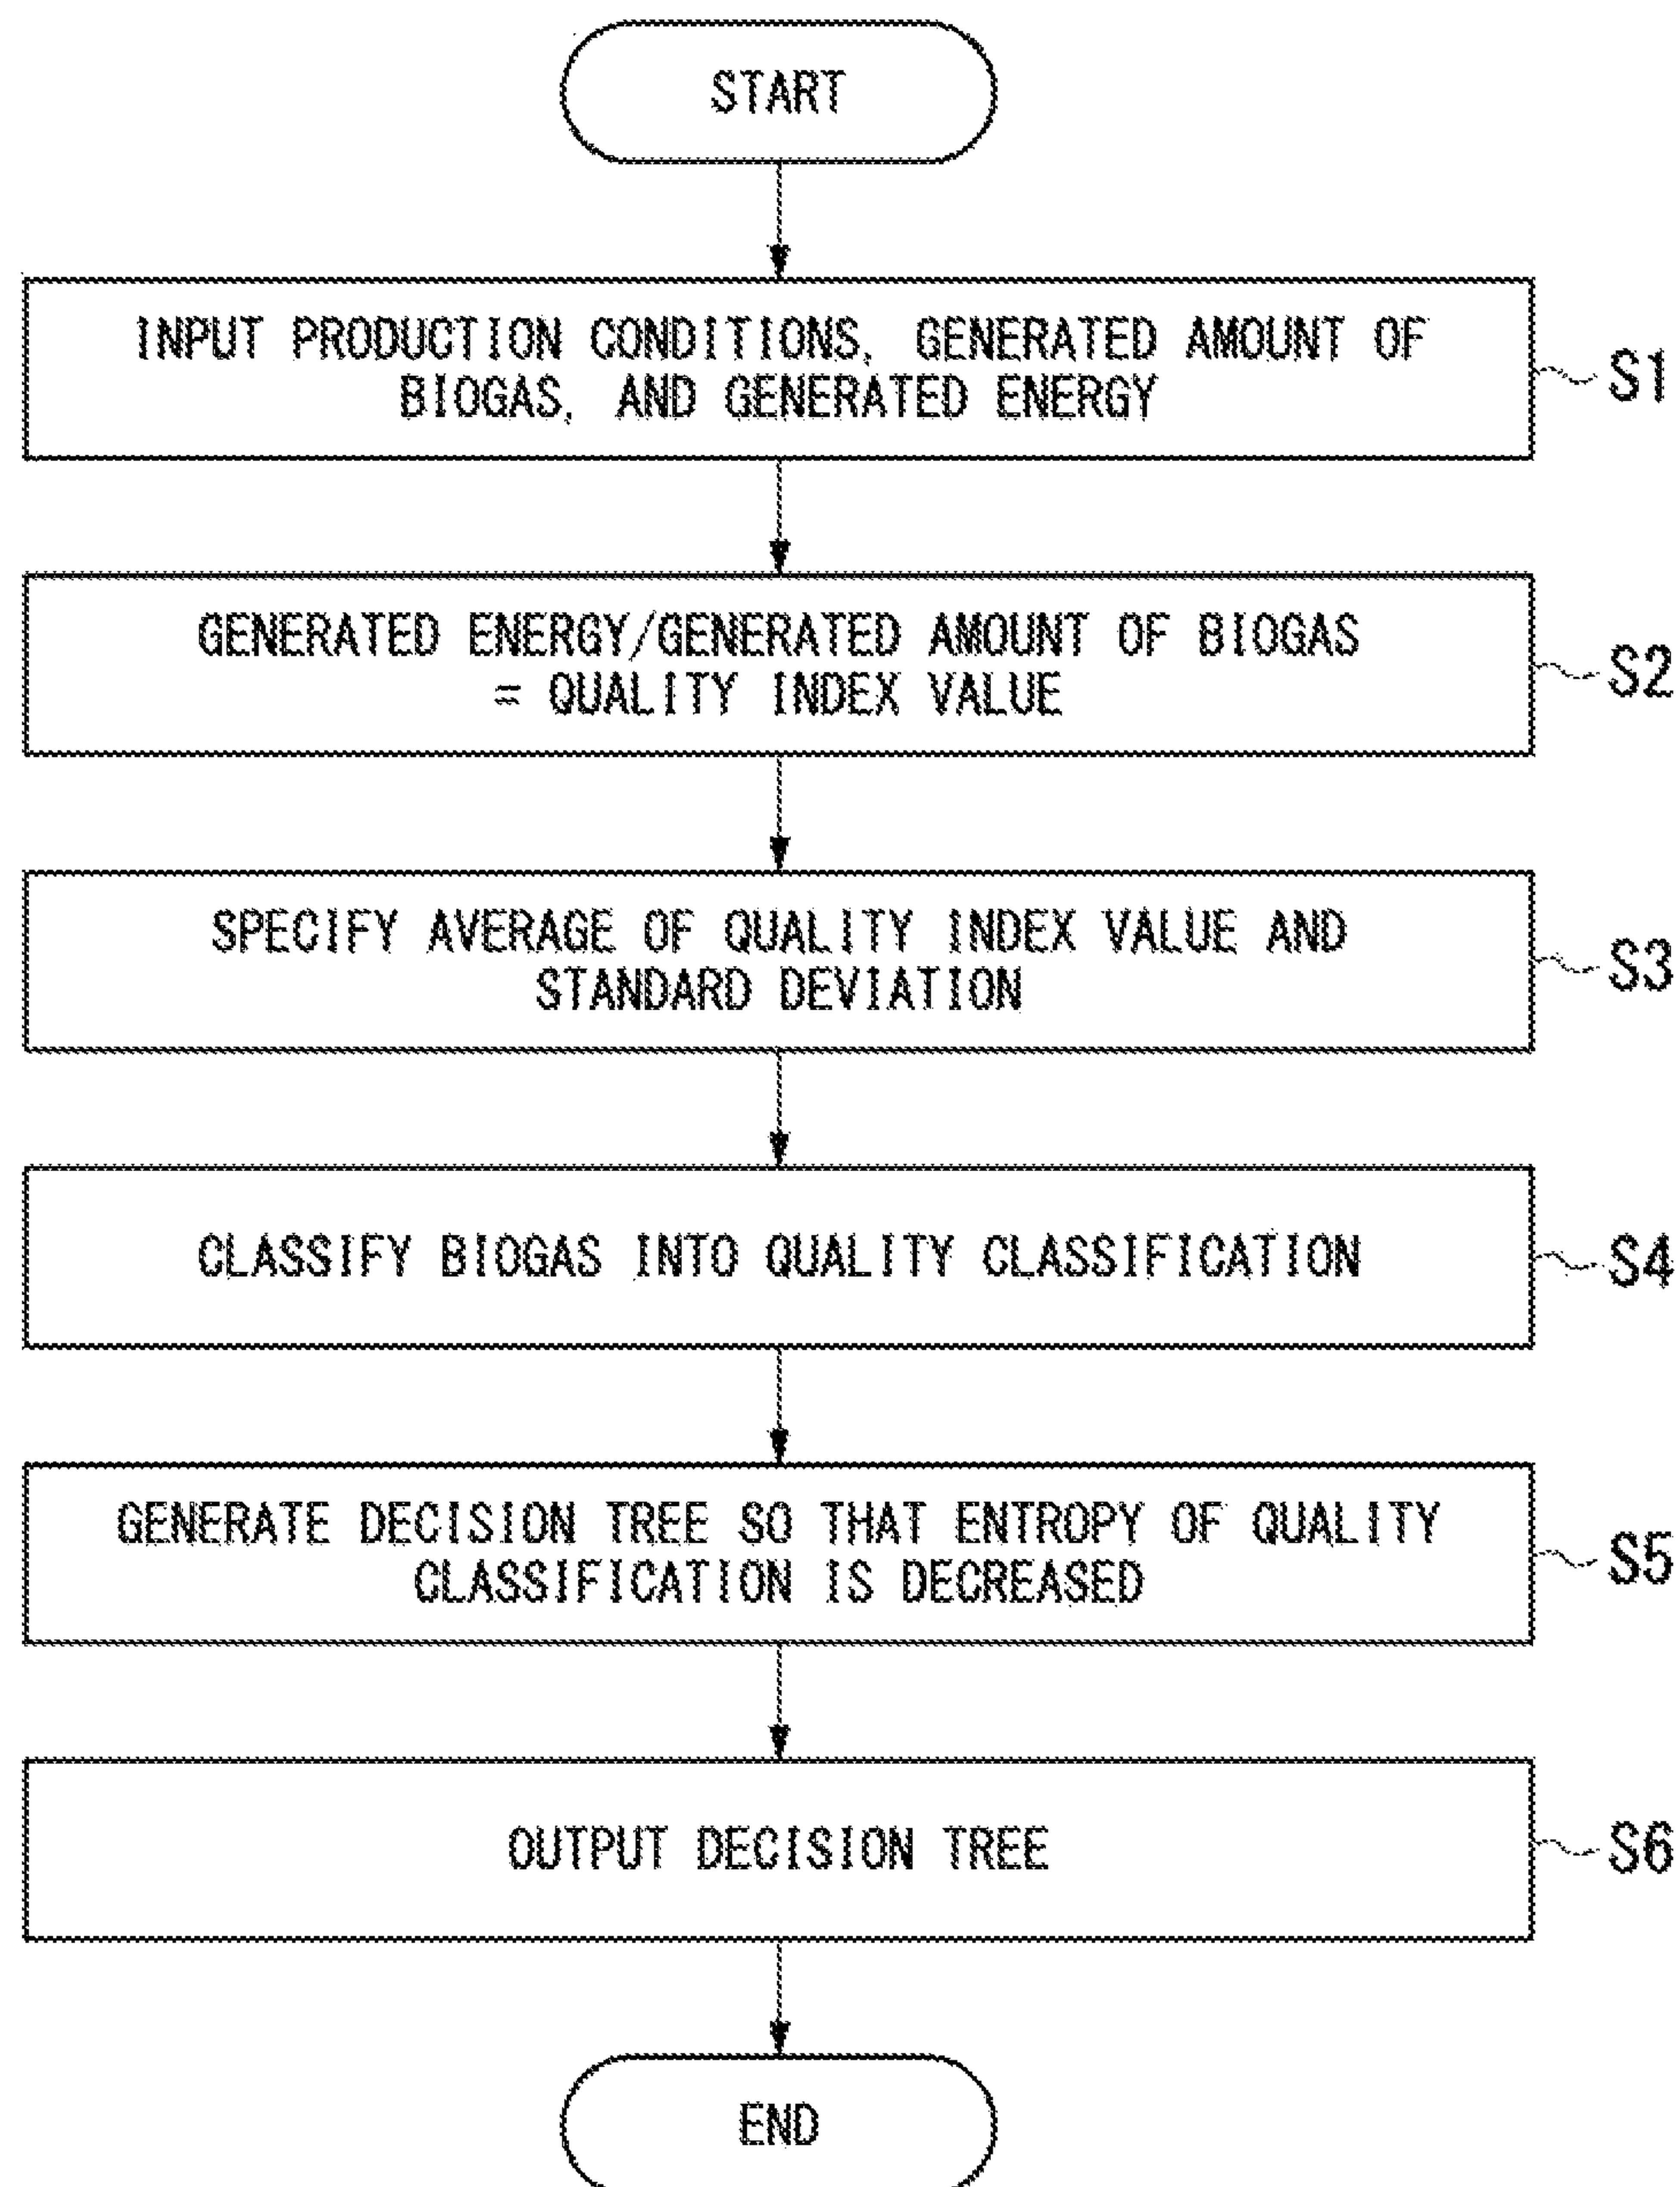 START
INPUT PRODUCTION CONDITIONS, GENERATED AMOUNT OF
BIOGAS, AND GENERATED ENERGY
S1
GENERATED ENERGY/GENERATED AMOUNT OF BIOGAS
= QUALITY INDEX VALUE
S2
SPECIFY AVERAGE OF QUALITY INDEX VALUE AND
STANDARD DEVIATION
S3
CLASSIFY BIOGAS INTO QUALITY CLASSIFICATION
S4
GENERATE DECISION TREE SO THAT ENTROPY OF QUALITY
CLASSIFICATION IS DECREASED
S5
OUTPUT DECISION TREE
S6
END